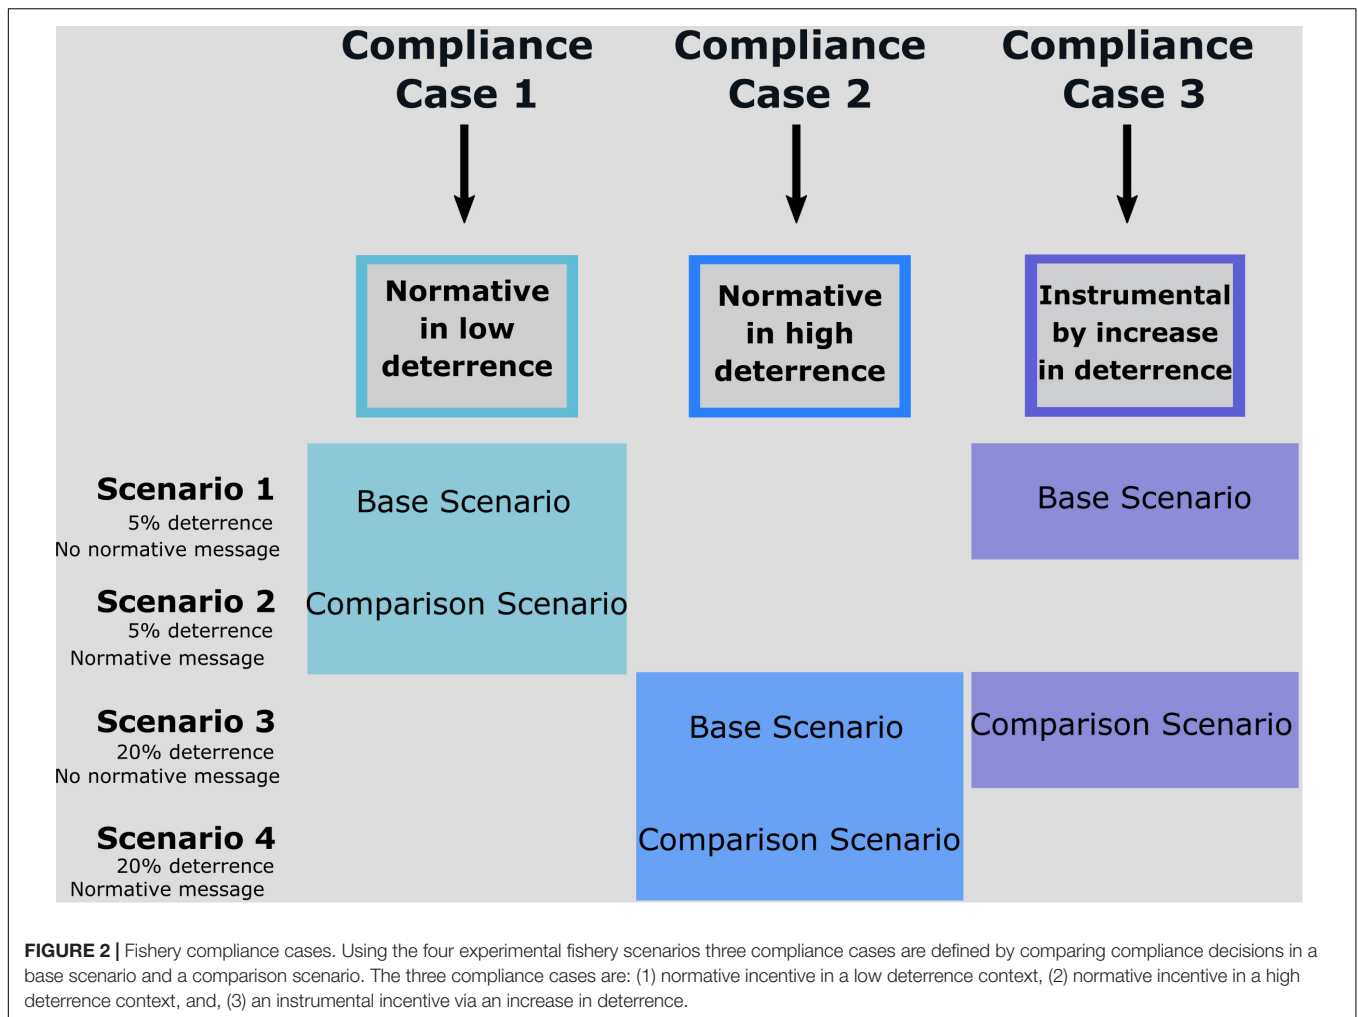 Compliance Case 1
Compliance Case 2
Compliance Case 3
Normative in low deterrence
Normative in high deterrence
Instrumental by increase in deterrence
Scenario 1
5% deterrence
No normative message
Base Scenario
Base Scenario
Scenario 2
5% deterrence
Normative message
Comparison Scenario
Scenario 3
20% deterrence
No normative message
Base Scenario
Comparison Scenario
Scenario 4
20% deterrence
Normative message
Comparison Scenario
FIGURE 2 | Fishery compliance cases. Using the four experimental fishery scenarios three compliance cases are defined by comparing compliance decisions in a
base scenario and a comparison scenario. The three compliance cases are: (1) normative incentive in a low deterrence context, (2) normative incentive in a high
deterrence context, and, (3) an instrumental incentive via an increase in deterrence.